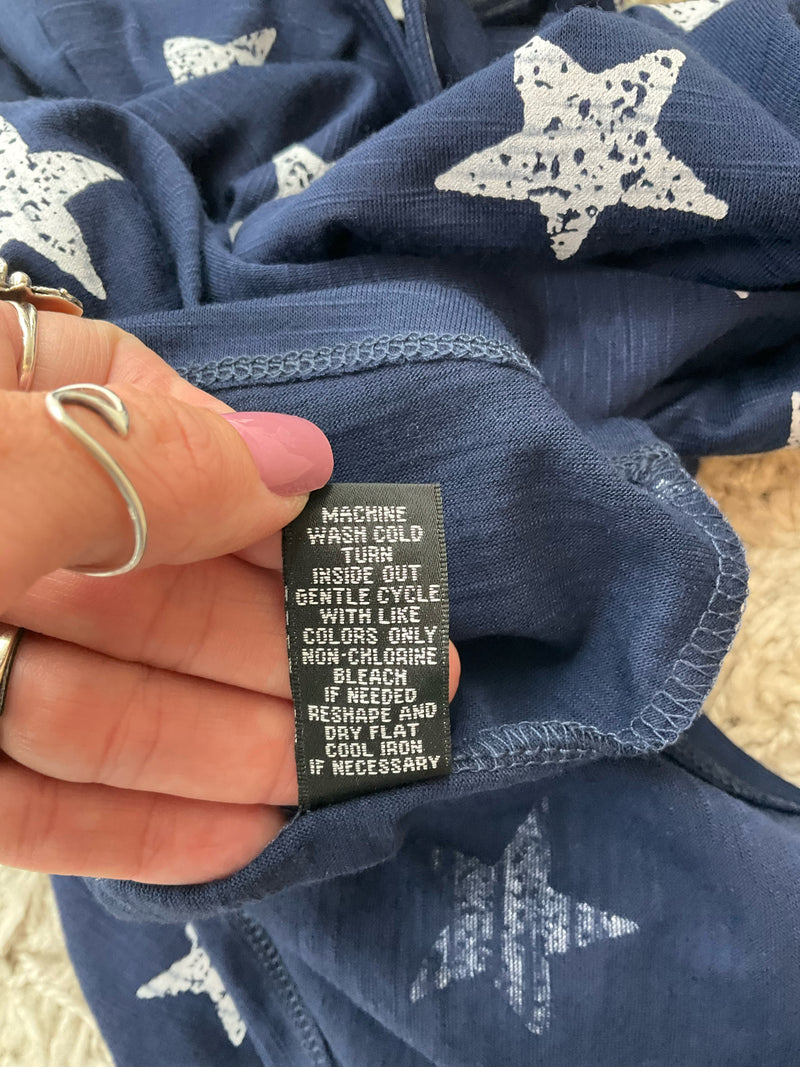 MACHINE
WASH COLD
TURN
INSIDE OUT
GENTLE CYCLE
WITH LIKE
COLORS ONLY
NON-CHLORINE
BLEACH
IF NEEDED
RESHAPE AND
DRY FLAT
COOL IRON
IF NECESSARY